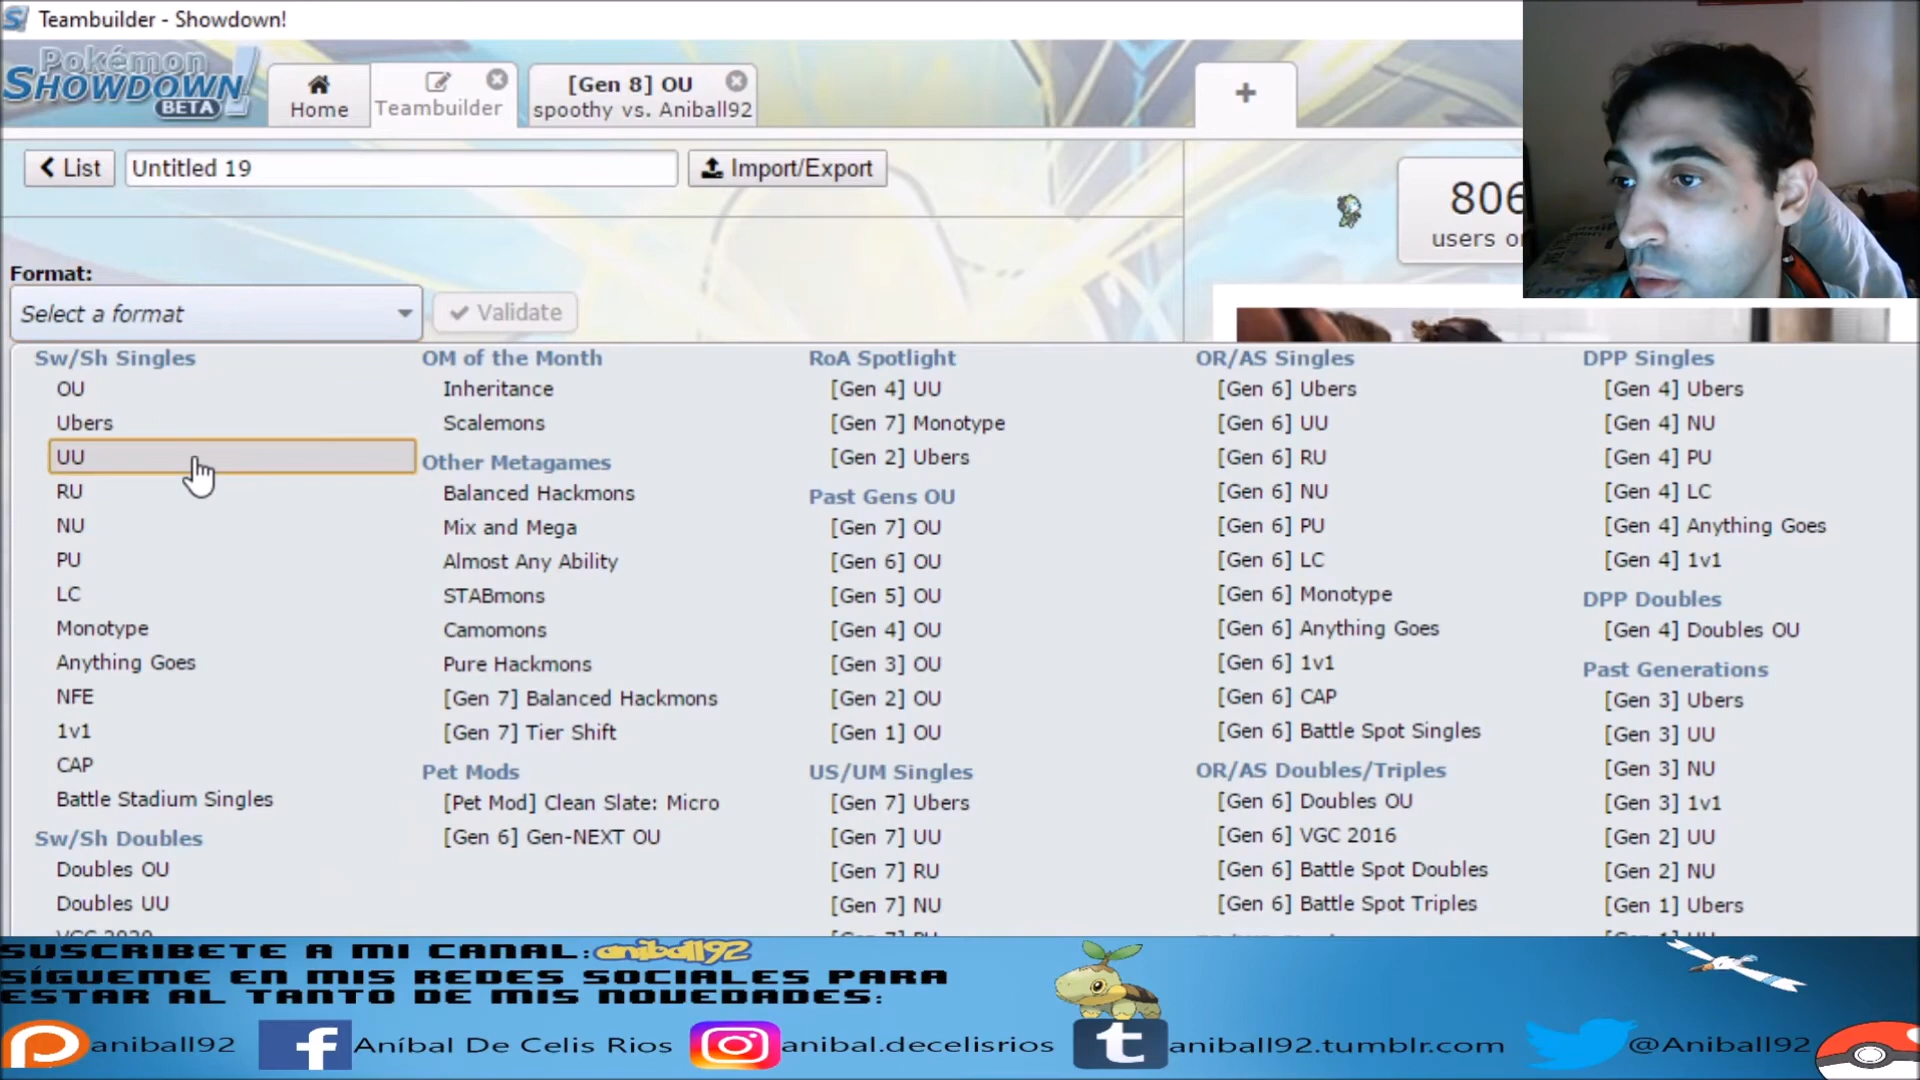 Teambuilder - Showdown!
Pokémon
SHOWDOWN!
BETA
Home
Teambuilder
[Gen 8] OU
spoothy vs. Aniball92
+
List
Untitled 19
Import/Export
806
users o
Format:
Select a format
Validate
Sw/Sh Singles
OU
Ubers
UU
RU
NU
PU
LC
Monotype
Anything Goes
NFE
1v1
CAP
Battle Stadium Singles
Sw/Sh Doubles
Doubles OU
Doubles UU
VGC 2020
OM of the Month
Inheritance
Scalemons
Other Metagames
Balanced Hackmons
Mix and Mega
Almost Any Ability
STABmons
Camomons
Pure Hackmons
[Gen 7] Balanced Hackmons
[Gen 7] Tier Shift
Pet Mods
[Pet Mod] Clean Slate: Micro
[Gen 6] Gen-NEXT OU
RoA Spotlight
[Gen 4] UU
[Gen 7] Monotype
[Gen 2] Ubers
Past Gens OU
[Gen 7] OU
[Gen 6] OU
[Gen 5] OU
[Gen 4] OU
[Gen 3] OU
[Gen 2] OU
[Gen 1] OU
US/UM Singles
[Gen 7] Ubers
[Gen 7] UU
[Gen 7] RU
[Gen 7] NU
OR/AS Singles
[Gen 6] Ubers
[Gen 6] UU
[Gen 6] RU
[Gen 6] NU
[Gen 6] PU
[Gen 6] LC
[Gen 6] Monotype
[Gen 6] Anything Goes
[Gen 6] 1v1
[Gen 6] CAP
[Gen 6] Battle Spot Singles
OR/AS Doubles/Triples
[Gen 6] Doubles OU
[Gen 6] VGC 2016
[Gen 6] Battle Spot Doubles
[Gen 6] Battle Spot Triples
DPP Singles
[Gen 4] Ubers
[Gen 4] NU
[Gen 4] PU
[Gen 4] LC
[Gen 4] Anything Goes
[Gen 4] 1v1
DPP Doubles
[Gen 4] Doubles OU
Past Generations
[Gen 3] Ubers
[Gen 3] UU
[Gen 3] NU
[Gen 3] 1v1
[Gen 2] UU
[Gen 2] NU
[Gen 1] Ubers
SUSCRIBETE A MI CANAL: aniball92
SÍGUEME EN MIS REDES SOCIALES PARA
ESTAR AL TANTO DE MIS NOVEDADES:
aniball92
Aníbal De Celis Rios
anibal.decelisrios
aniball92.tumblr.com
@Aniball92